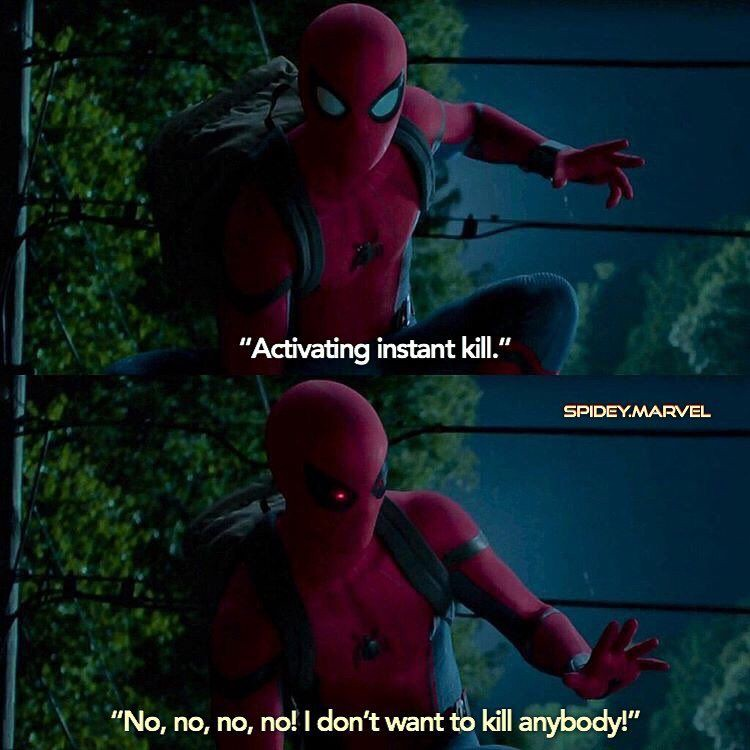 “Activating instant kill.”
SPIDEY.MARVEL
“No, no, no, no! I don’t want to kill anybody!”